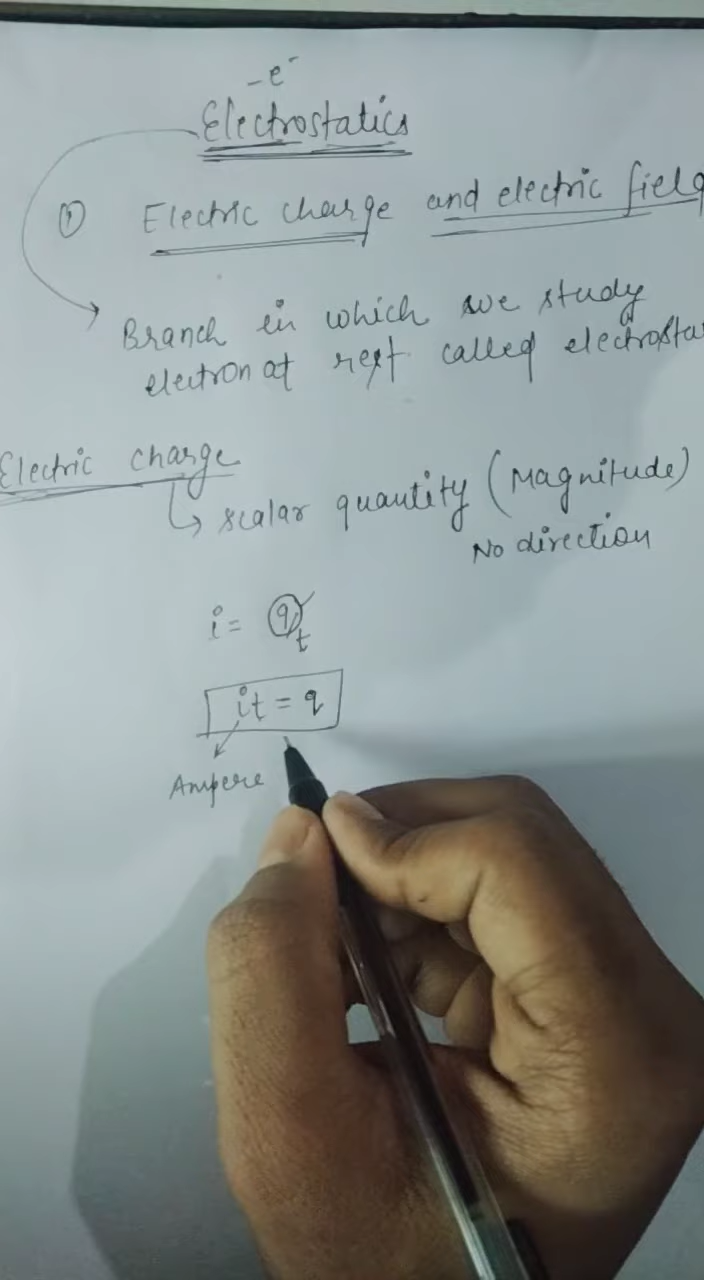 -e⁻
Electrostatics
① Electric charge and electric field
Branch in which we study
electron at rest called electrosta
Electric charge
↳ scalar quantity (Magnitude)
No direction
i = q/t
it = q
Ampere